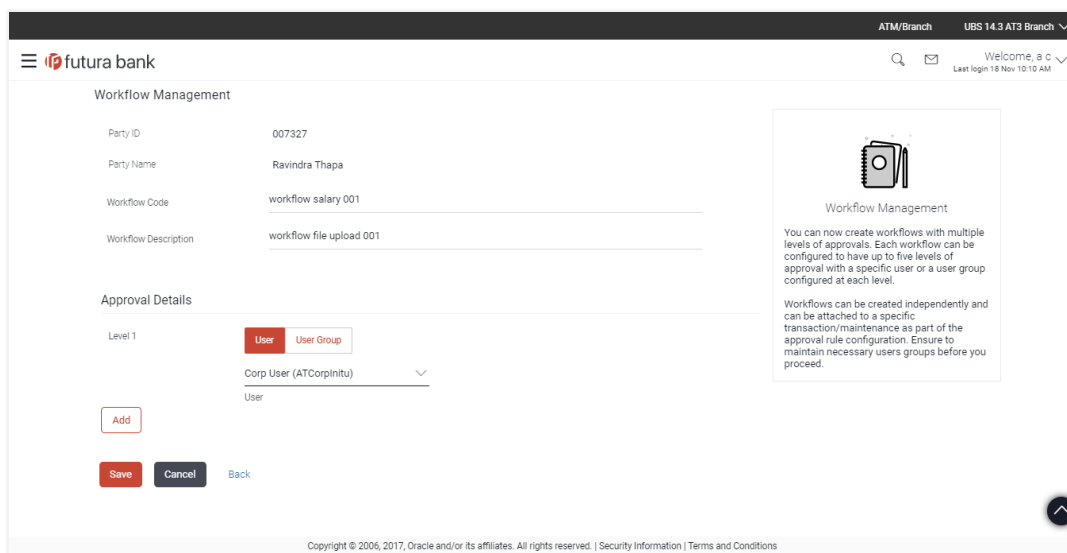 ATM/Branch UBS 14.3 AT3 Branch
futura bank
Welcome, a c
Last login 18 Nov 10:10 AM
Workflow Management
Party ID 007327
Party Name Ravindra Thapa
Workflow Code workflow salary 001
Workflow Description workflow file upload 001
Approval Details
Level 1 User User Group
Corp User (ATCorpInitu)
User
Add
Save Cancel Back
Workflow Management
You can now create workflows with multiple
levels of approvals. Each workflow can be
configured to have up to five levels of
approval with a specific user or a user group
configured at each level.
Workflows can be created independently and
can be attached to a specific
transaction/maintenance as part of the
approval rule configuration. Ensure to
maintain necessary users groups before you
proceed.
Copyright © 2006, 2017, Oracle and/or its affiliates. All rights reserved. | Security Information | Terms and Conditions